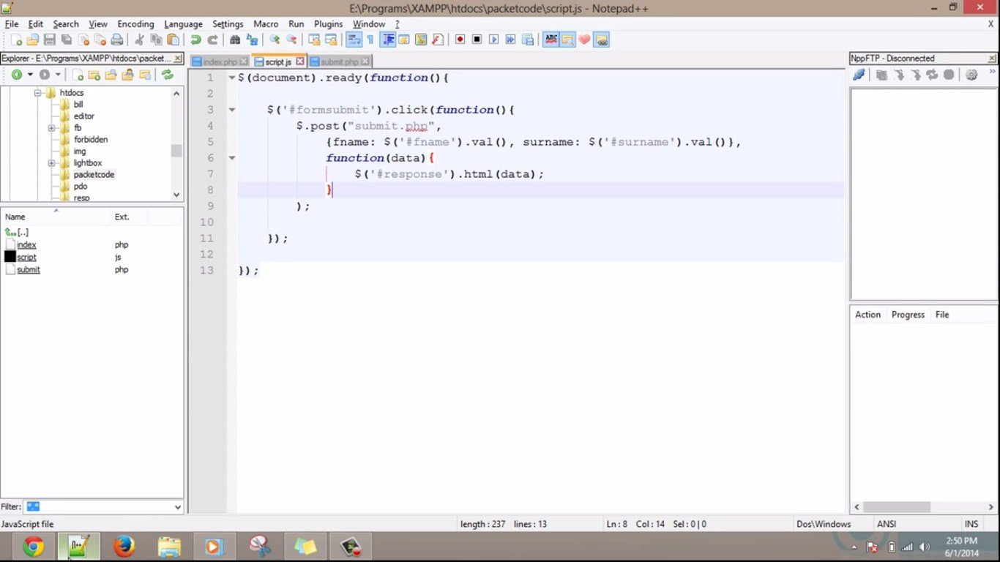 E:\Programs\XAMPP\htdocs\packetcode\script.js - Notepad++
File Edit Search View Encoding Language Settings Macro Run Plugins Window ? X
Explorer - E:\Programs\XAMPP\htdocs\packet...
index.php script.js submit.php
NppFTP - Disconnected
htdocs
bill
editor
fb
forbidden
img
lightbox
packetcode
pdo
resp
Name Ext.
[..]
index php
script js
submit php
Filter:
1 $(document).ready(function(){
2
3 $('#formsubmit').click(function(){
4 $.post("submit.php",
5 {fname: $('#fname').val(), surname: $('#surname').val()},
6 function(data){
7 $('#response').html(data);
8 }
9 );
10
11 });
12
13 });
Action Progress File
JavaScript file length : 237 lines : 13 Ln : 8 Col : 14 Sel : 0 | 0 Dos\Windows ANSI INS
2:50 PM
6/1/2014